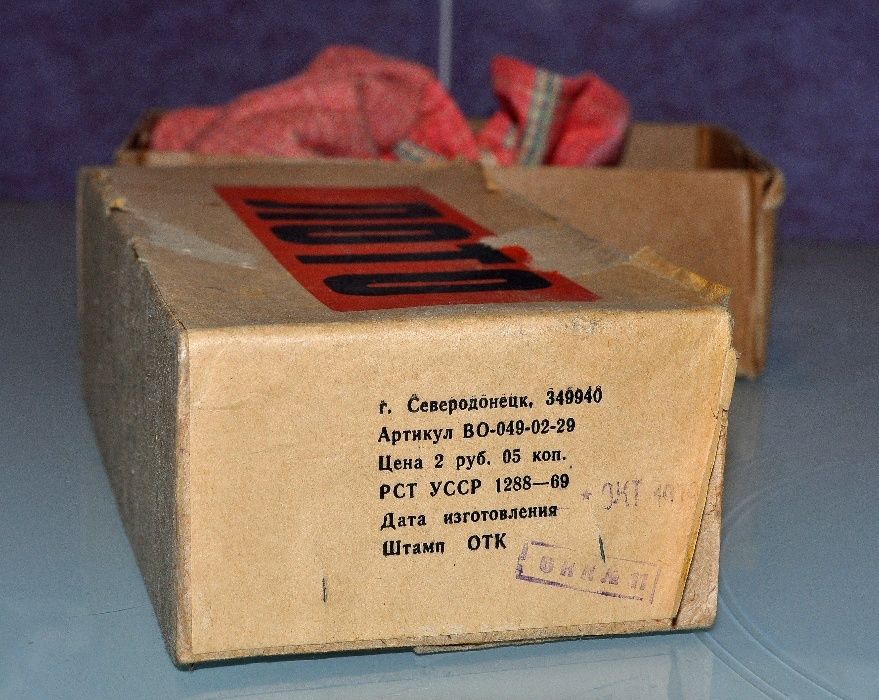 ЛОТО
г. Северодонецк, 349940
Артикул ВО-049-02-29
Цена 2 руб. 05 коп.
РСТ УССР 1288—69
Дата изготовления
Штамп ОТК